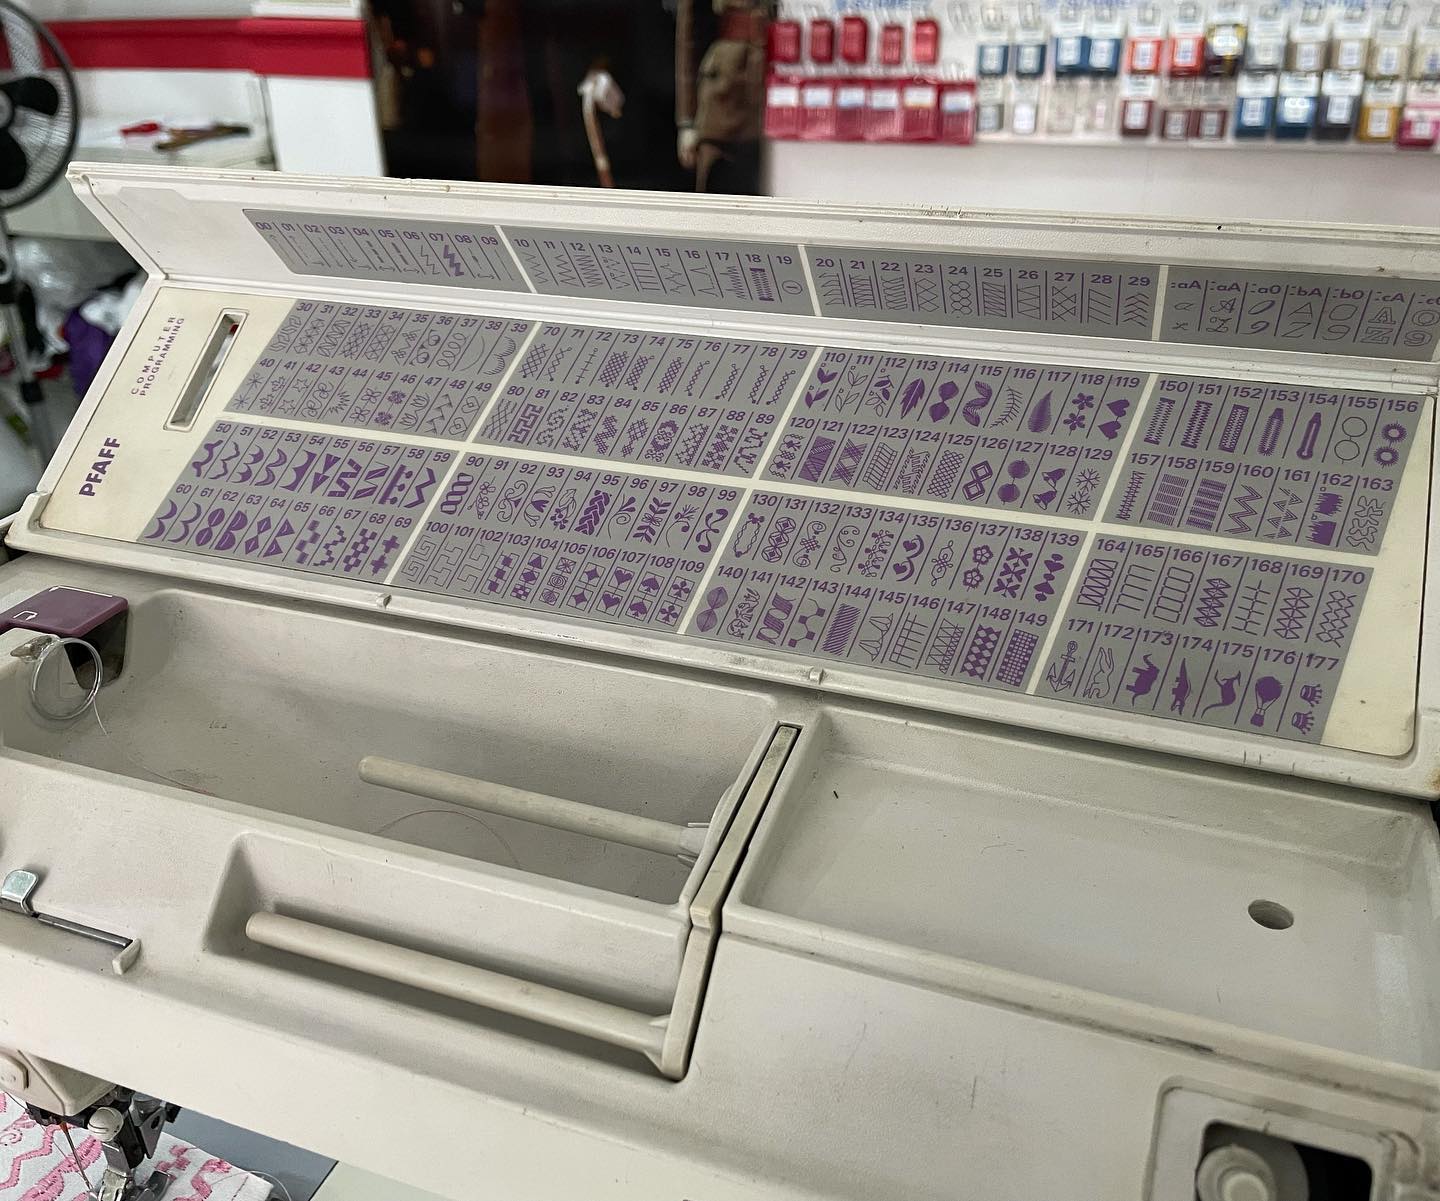 00 01 02 03 04 05 06 07 08 09
10 11 12 13 14 15 16 17 18 19
20 21 22 23 24 25 26 27 28 29
:aA :aA :a0 :bA :b0 :cA
COMPUTER
PROGRAMMING
PFAFF
30 31 32 33 34 35 36 37 38 39
40 41 42 43 44 45 46 47 48 49
70 71 72 73 74 75 76 77 78 79
80 81 82 83 84 85 86 87 88 89
110 111 112 113 114 115 116 117 118 119
120 121 122 123 124 125 126 127 128 129
150 151 152 153 154 155 156
157 158 159 160 161 162 163
50 51 52 53 54 55 56 57 58 59
60 61 62 63 64 65 66 67 68 69
90 91 92 93 94 95 96 97 98 99
100 101 102 103 104 105 106 107 108 109
130 131 132 133 134 135 136 137 138 139
140 141 142 143 144 145 146 147 148 149
164 165 166 167 168 169 170
171 172 173 174 175 176 177